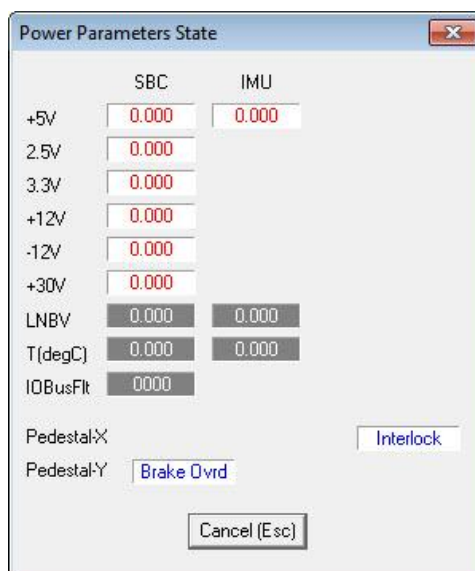 Power Parameters State
SBC IMU
+5V 0.000 0.000
2.5V 0.000
3.3V 0.000
+12V 0.000
-12V 0.000
+30V 0.000
LNBV 0.000 0.000
T(degC) 0.000 0.000
IOBusFlt 0000
Pedestal-X Interlock
Pedestal-Y Brake Ovrd
Cancel (Esc)